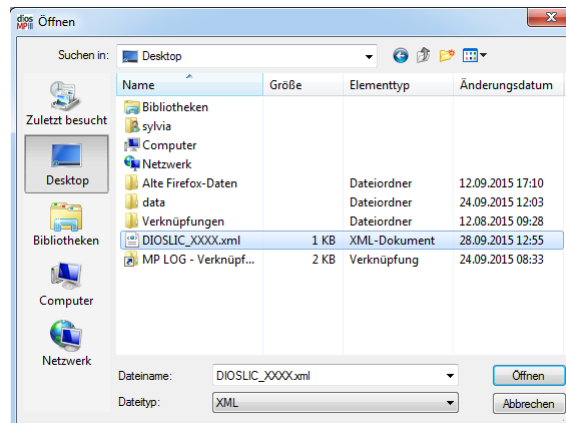 dios MPIII Öffnen
Suchen in: Desktop
Name Größe Elementtyp Änderungsdatum
Zuletzt besucht
Desktop
Bibliotheken
Computer
Netzwerk
Bibliotheken
sylvia
Computer
Netzwerk
Alte Firefox-Daten Dateiordner 12.09.2015 17:10
data Dateiordner 24.09.2015 12:03
Verknüpfungen Dateiordner 12.08.2015 09:28
DIOSLIC_XXXX.xml 1 KB XML-Dokument 28.09.2015 12:55
MP LOG - Verknüpf... 2 KB Verknüpfung 24.09.2015 08:33
Dateiname: DIOSLIC_XXXX.xml Öffnen
Dateityp: XML Abbrechen